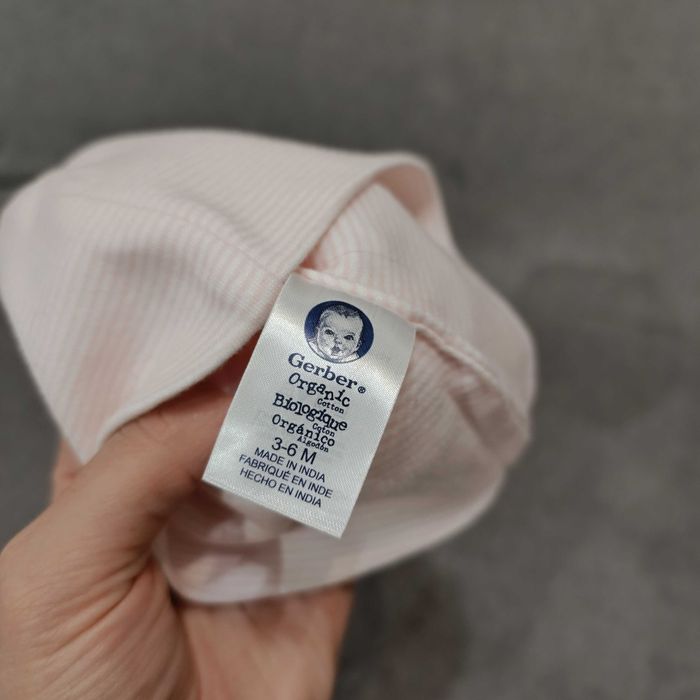 Gerber®
Organic
Cotton
Biologique
Coton
Orgánico
Algodón
3-6 M
MADE IN INDIA
FABRIQUÉ EN INDE
HECHO EN INDIA